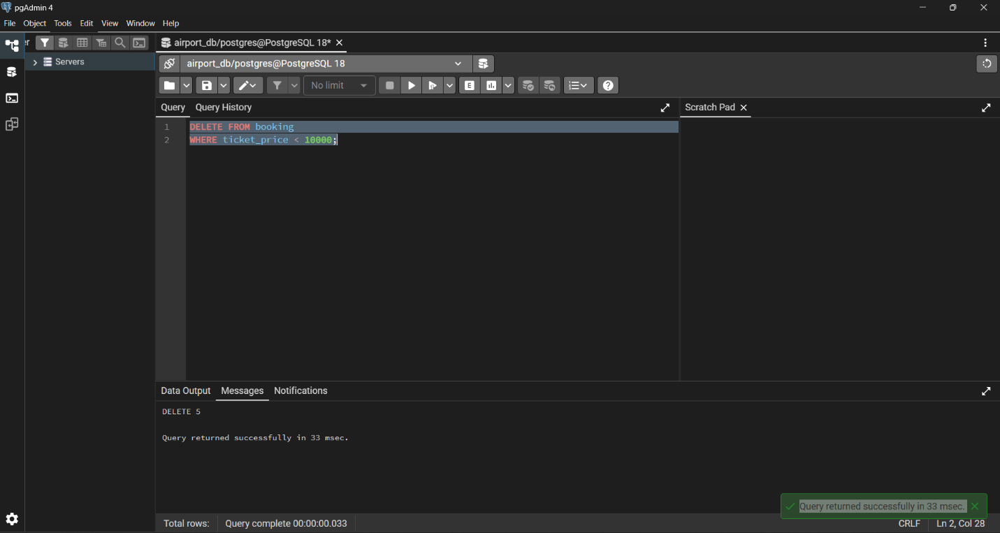 pgAdmin 4
File Object Tools Edit View Window Help
er
airport_db/postgres@PostgreSQL 18*
Servers
airport_db/postgres@PostgreSQL 18
No limit
E
Query Query History
Scratch Pad
1 DELETE FROM booking
2 WHERE ticket_price < 10000;
Data Output Messages Notifications
DELETE 5
Query returned successfully in 33 msec.
Query returned successfully in 33 msec.
Total rows: Query complete 00:00:00.033 CRLF Ln 2, Col 28